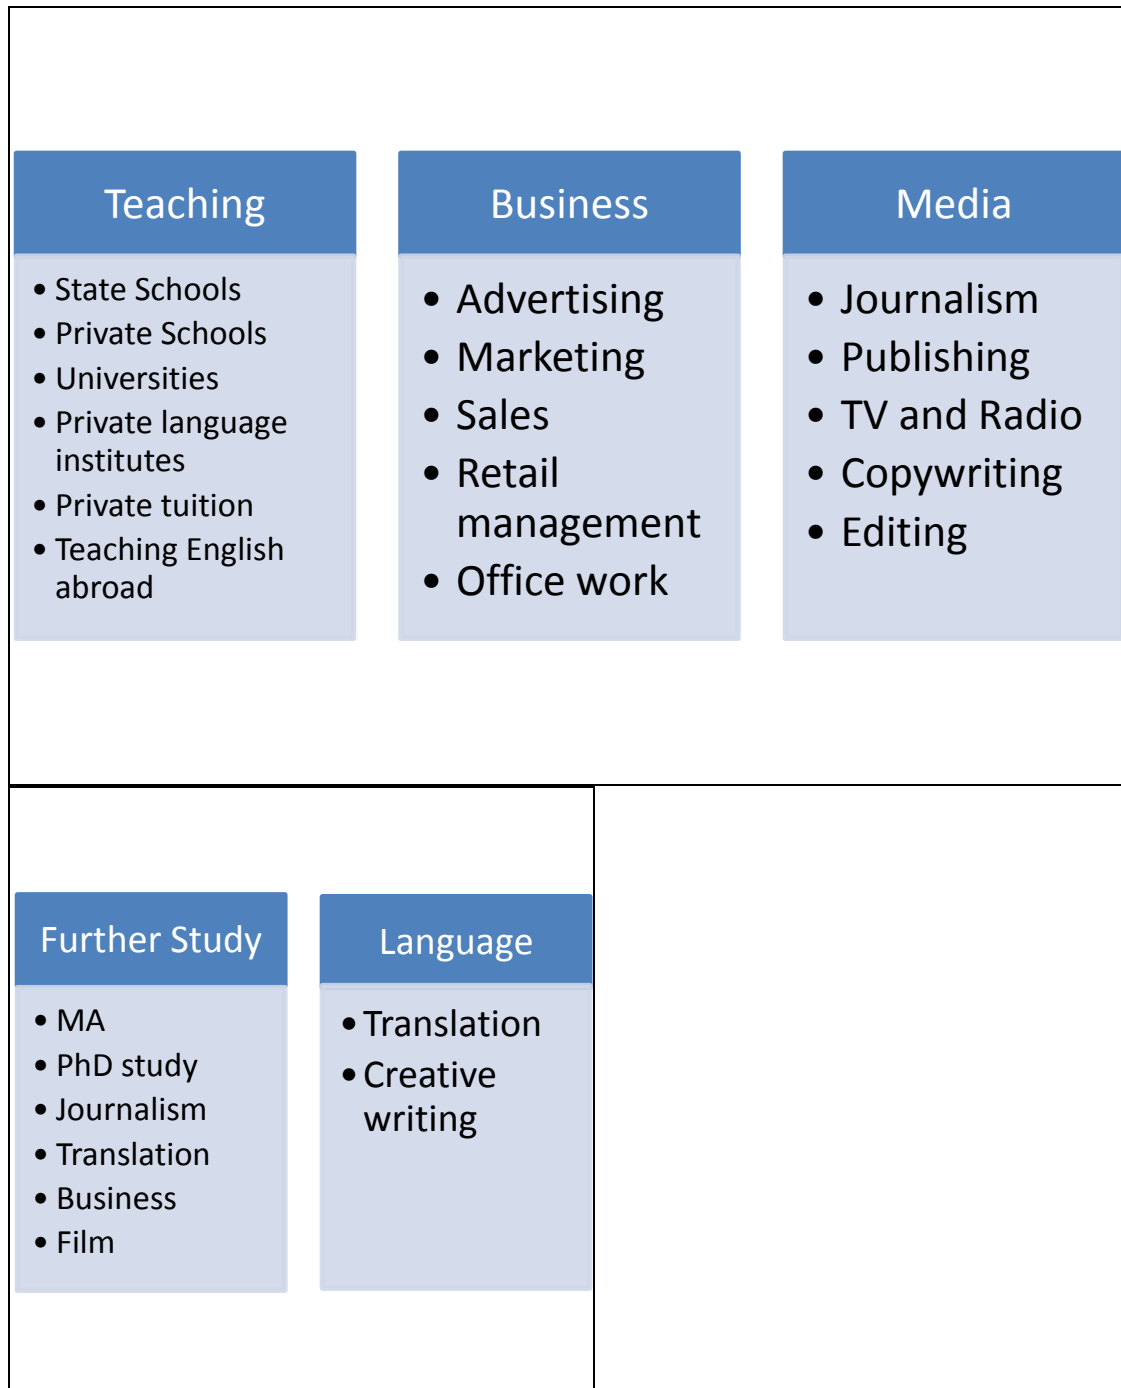 Teaching
• State Schools
• Private Schools
• Universities
• Private language
institutes
• Private tuition
• Teaching English
abroad
Business
• Advertising
• Marketing
• Sales
• Retail
management
• Office work
Media
• Journalism
• Publishing
• TV and Radio
• Copywriting
• Editing
Further Study
• MA
• PhD study
• Journalism
• Translation
• Business
• Film
Language
• Translation
• Creative
writing